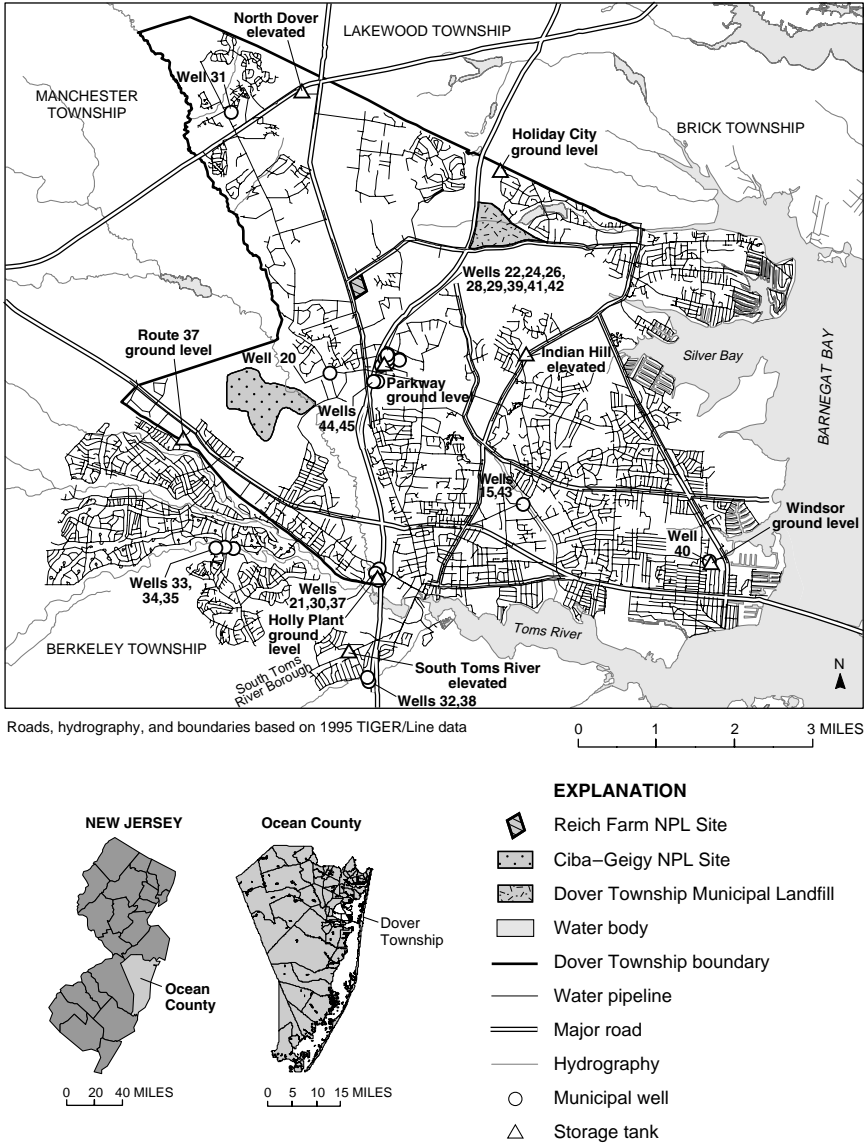 North Dover
elevated
LAKEWOOD TOWNSHIP
Well 31
MANCHESTER
TOWNSHIP
Holiday City
ground level
BRICK TOWNSHIP
Wells 22,24,26,
28,29,39,41,42
Route 37
ground level
Well 20
Indian Hill
elevated
Silver Bay
BARNEGAT BAY
Parkway
ground level
Wells
44,45
Wells
15,43
Windsor
ground level
Well
40
Wells 33,
34,35
Wells
21,30,37
Holly Plant
ground
level
Toms River
BERKELEY TOWNSHIP
South Toms
River Borough
South Toms River
elevated
Wells 32,38
N
Roads, hydrography, and boundaries based on 1995 TIGER/Line data
0 1 2 3 MILES
NEW JERSEY
Ocean
County
0 20 40 MILES
Ocean County
Dover
Township
0 5 10 15 MILES
EXPLANATION
Reich Farm NPL Site
Ciba–Geigy NPL Site
Dover Township Municipal Landfill
Water body
Dover Township boundary
Water pipeline
Major road
Hydrography
Municipal well
Storage tank